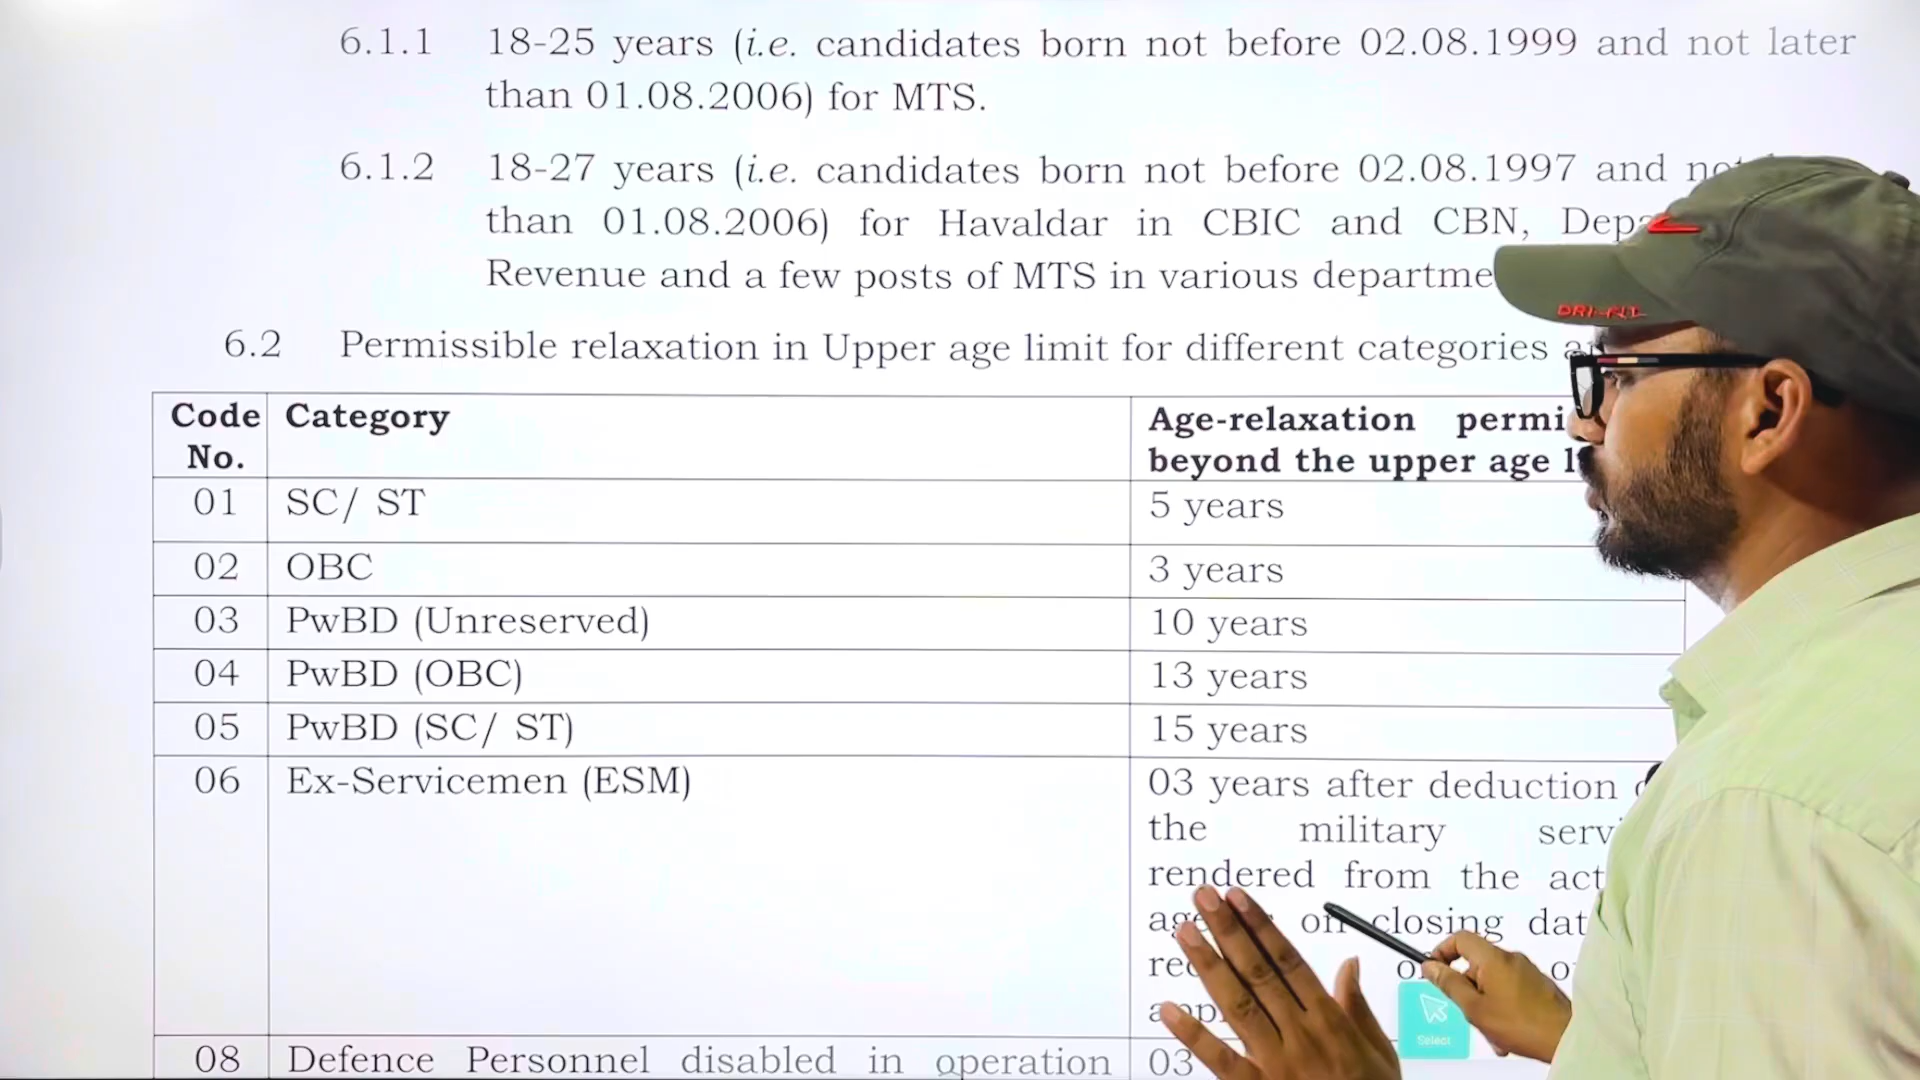 6.1.1 18-25 years (i.e. candidates born not before 02.08.1999 and not later
than 01.08.2006) for MTS.
6.1.2 18-27 years (i.e. candidates born not before 02.08.1997 and
than 01.08.2006) for Havaldar in CBIC and CBN,
Revenue and a few posts of MTS in various
6.2 Permissible relaxation in Upper age limit for different categories
Code No. Category Age-relaxation beyond the upper age
01 SC/ ST 5 years
02 OBC 3 years
03 PwBD (Unreserved) 10 years
04 PwBD (OBC) 13 years
05 PwBD (SC/ ST) 15 years
06 Ex-Servicemen (ESM) 03 years after deduction
the military
rendered from the
on closing
08 Defence Personnel disabled in operation 03
DRI-FIT
Select